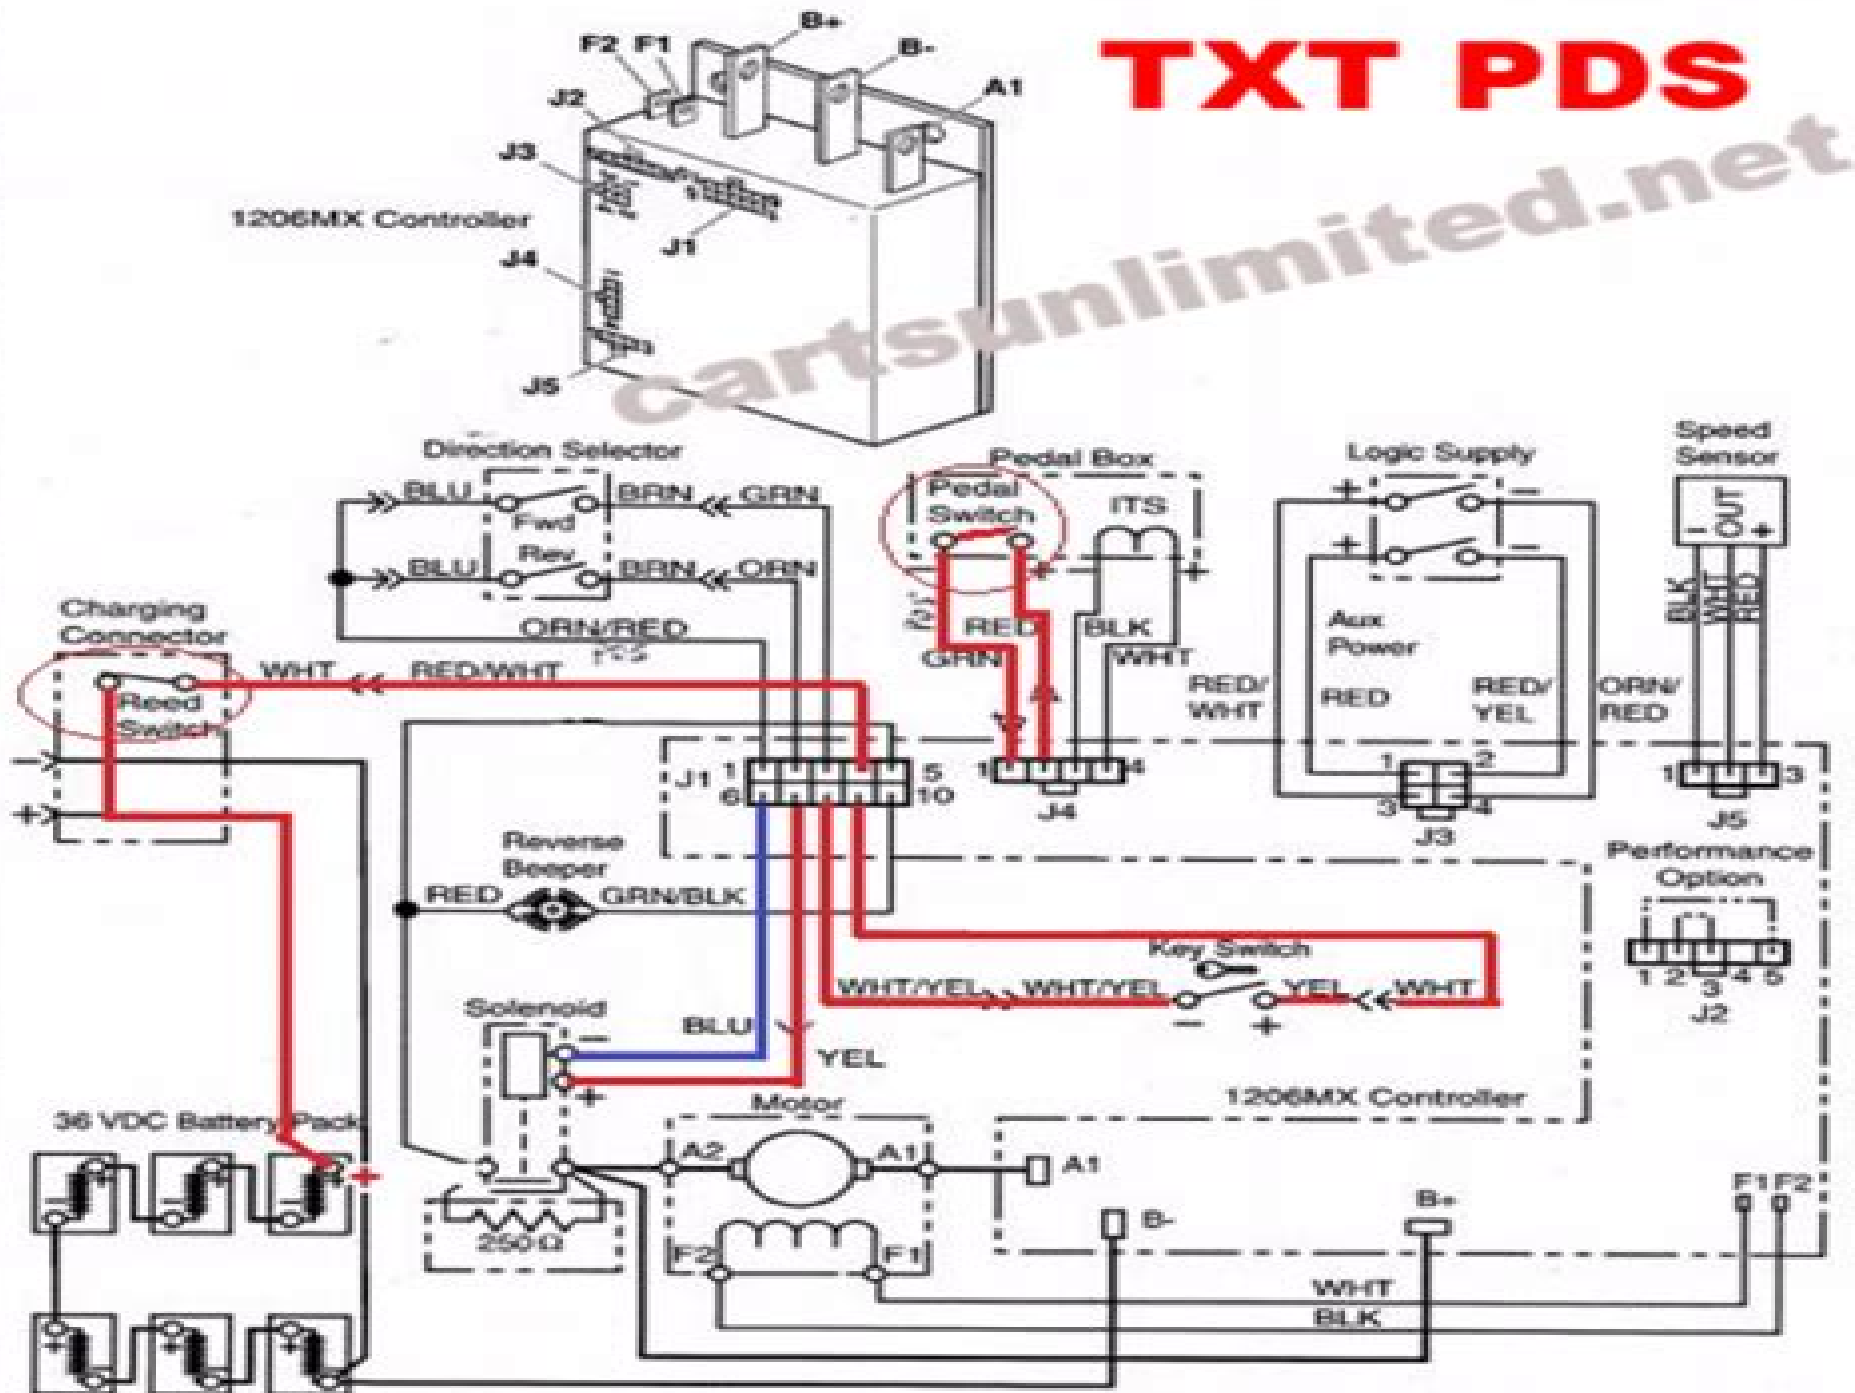 TXT PDS
cartsunlimited.net
B+
F2 F1
B-
J2
A1
J3
1206MX Controller
J1
J4
J5
Direction Selector
Pedal Box
Logic Supply
Speed
Sensor
BLU
BRN
GRN
Fwd
Pedal
Switch
ITS
+
-
- OUT +
Rev
BLU
BRN
ORN
+
-
+
- +
BLK
WHT
RED
Charging
Connector
ORN/RED
RED
BLK
Aux
Power
WHT
RED/WHT
GRN
WHT
RED/
WHT
RED
RED/
YEL
ORN/
RED
Reed
Switch
-
+
J1
1
5
6
10
1
4
J4
1
2
3
4
J3
1
3
J5
Reverse
Beeper
RED
GRN/BLK
Performance
Option
1 2 3 4 5
J2
Key Switch
WHT/YEL
WHT/YEL
YEL
WHT
-
+
Solenoid
BLU
-
YEL
+
1206MX Controller
36 VDC Battery Pack
Motor
A2
A1
A1
+
F1 F2
B-
B+
250Ω
F2
F1
WHT
BLK